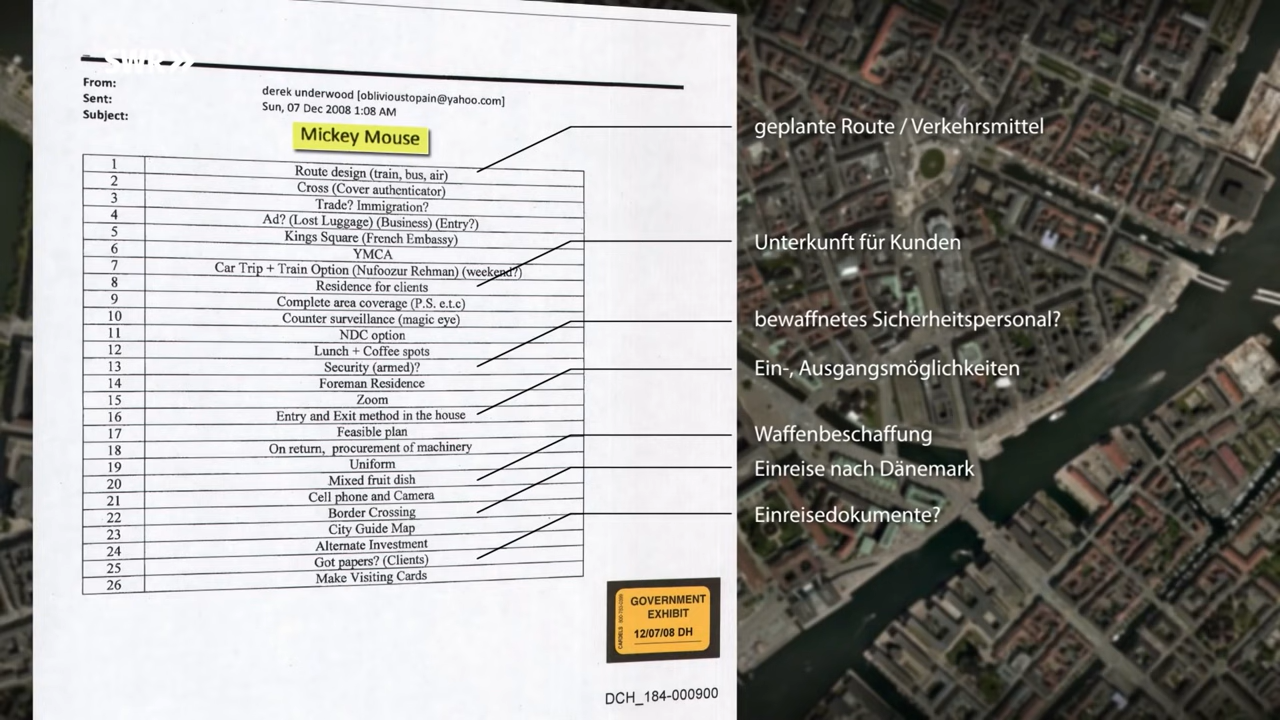 SWR»
From:
derek underwood [oblivioustopain@yahoo.com]
Sent:
Sun, 07 Dec 2008 1:08 AM
Subject:
Mickey Mouse
1 Route design (train, bus, air)
2 Cross (Cover authenticator)
3 Trade? Immigration?
4 Ad? (Lost Luggage) (Business) (Entry?)
5 Kings Square (French Embassy)
6 YMCA
7 Car Trip + Train Option (Nufoozur Rehman) (weekend?)
8 Residence for clients
9 Complete area coverage (P.S. e.t.c)
10 Counter surveillance (magic eye)
11 NDC option
12 Lunch + Coffee spots
13 Security (armed)?
14 Foreman Residence
15 Zoom
16 Entry and Exit method in the house
17 Feasible plan
18 On return, procurement of machinery
19 Uniform
20 Mixed fruit dish
21 Cell phone and Camera
22 Border Crossing
23 City Guide Map
24 Alternate Investment
25 Got papers? (Clients)
26 Make Visiting Cards
geplante Route / Verkehrsmittel
Unterkunft für Kunden
bewaffnetes Sicherheitspersonal?
Ein-, Ausgangsmöglichkeiten
Waffenbeschaffung
Einreise nach Dänemark
Einreisedokumente?
GOVERNMENT
EXHIBIT
12/07/08 DH
DCH_184-000900